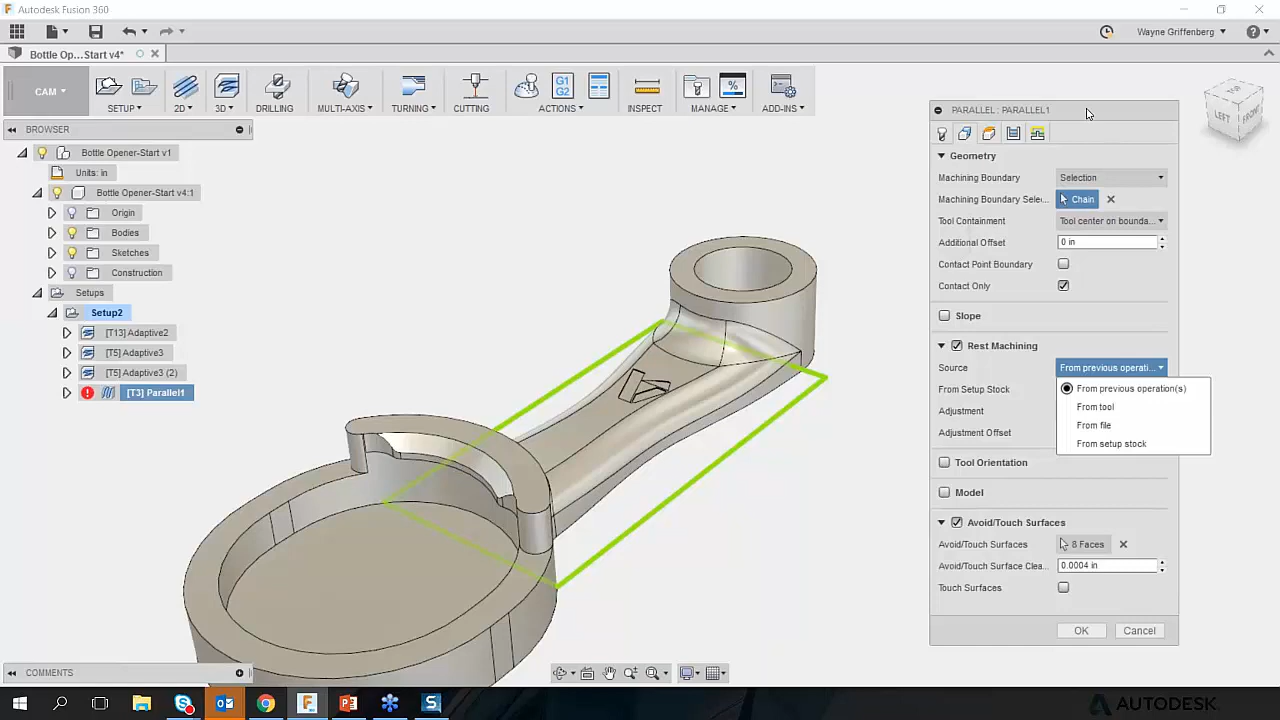 Autodesk Fusion 360
Wayne Griffenberg
Bottle Op...Start v4*
CAM
SETUP
2D
3D
DRILLING
MULTI-AXIS
TURNING
CUTTING
G1
G2
ACTIONS
INSPECT
MANAGE
ADD-INS
BROWSER
Bottle Opener-Start v1
Units: in
Bottle Opener-Start v4:1
Origin
Bodies
Sketches
Construction
Setups
Setup2
[T13] Adaptive2
[T5] Adaptive3
[T5] Adaptive3 (2)
[T3] Parallel1
TOP
LEFT
FRONT
PARALLEL : PARALLEL1
Geometry
Machining Boundary Selection
Machining Boundary Selec... Chain
Tool Containment Tool center on bounda...
Additional Offset 0 in
Contact Point Boundary
Contact Only
Slope
Rest Machining
Source From previous operati...
From Setup Stock From previous operation(s)
Adjustment From tool
Adjustment Offset From file
From setup stock
Tool Orientation
Model
Avoid/Touch Surfaces
Avoid/Touch Surfaces 8 Faces
Avoid/Touch Surface Clea... 0.0004 in
Touch Surfaces
OK Cancel
COMMENTS
AUTODESK